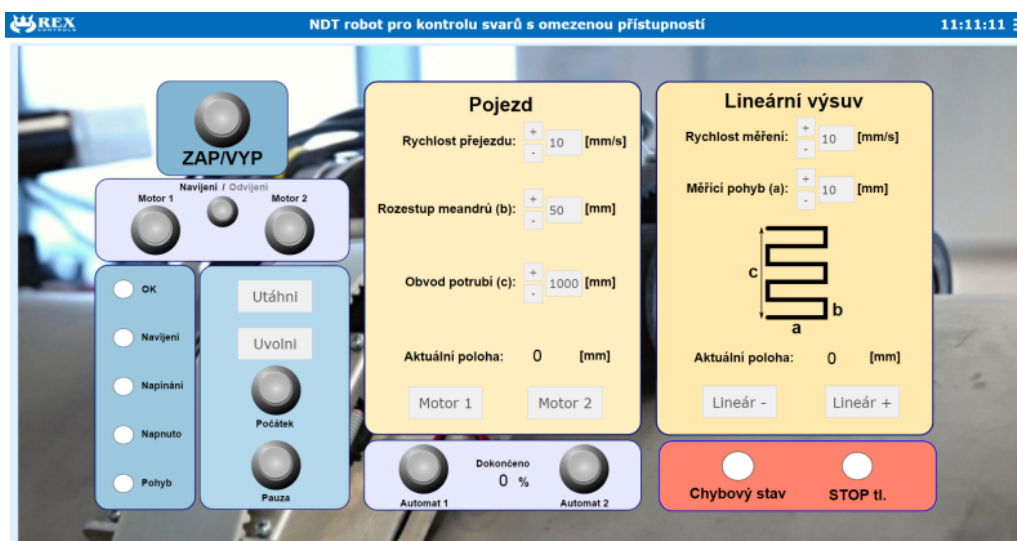 REX
CONTROLS
NDT robot pro kontrolu svarů s omezenou přístupností
11:11:11
ZAP/VYP
Navíjení / Odvíjení
Motor 1
Motor 2
OK
Navíjení
Napínání
Napnuto
Pohyb
Utáhni
Uvolni
Počátek
Pauza
Pojezd
Rychlost přejezdu: + - 10 [mm/s]
Rozestup meandrů (b): + - 50 [mm]
Obvod potrubí (c): + - 1000 [mm]
Aktuální poloha: 0 [mm]
Motor 1 Motor 2
Automat 1
Dokončeno
0 %
Automat 2
Lineární výsuv
Rychlost měření: + - 10 [mm/s]
Měřící pohyb (a): + - 10 [mm]
c
b
a
Aktuální poloha: 0 [mm]
Lineár - Lineár +
Chybový stav
STOP tl.